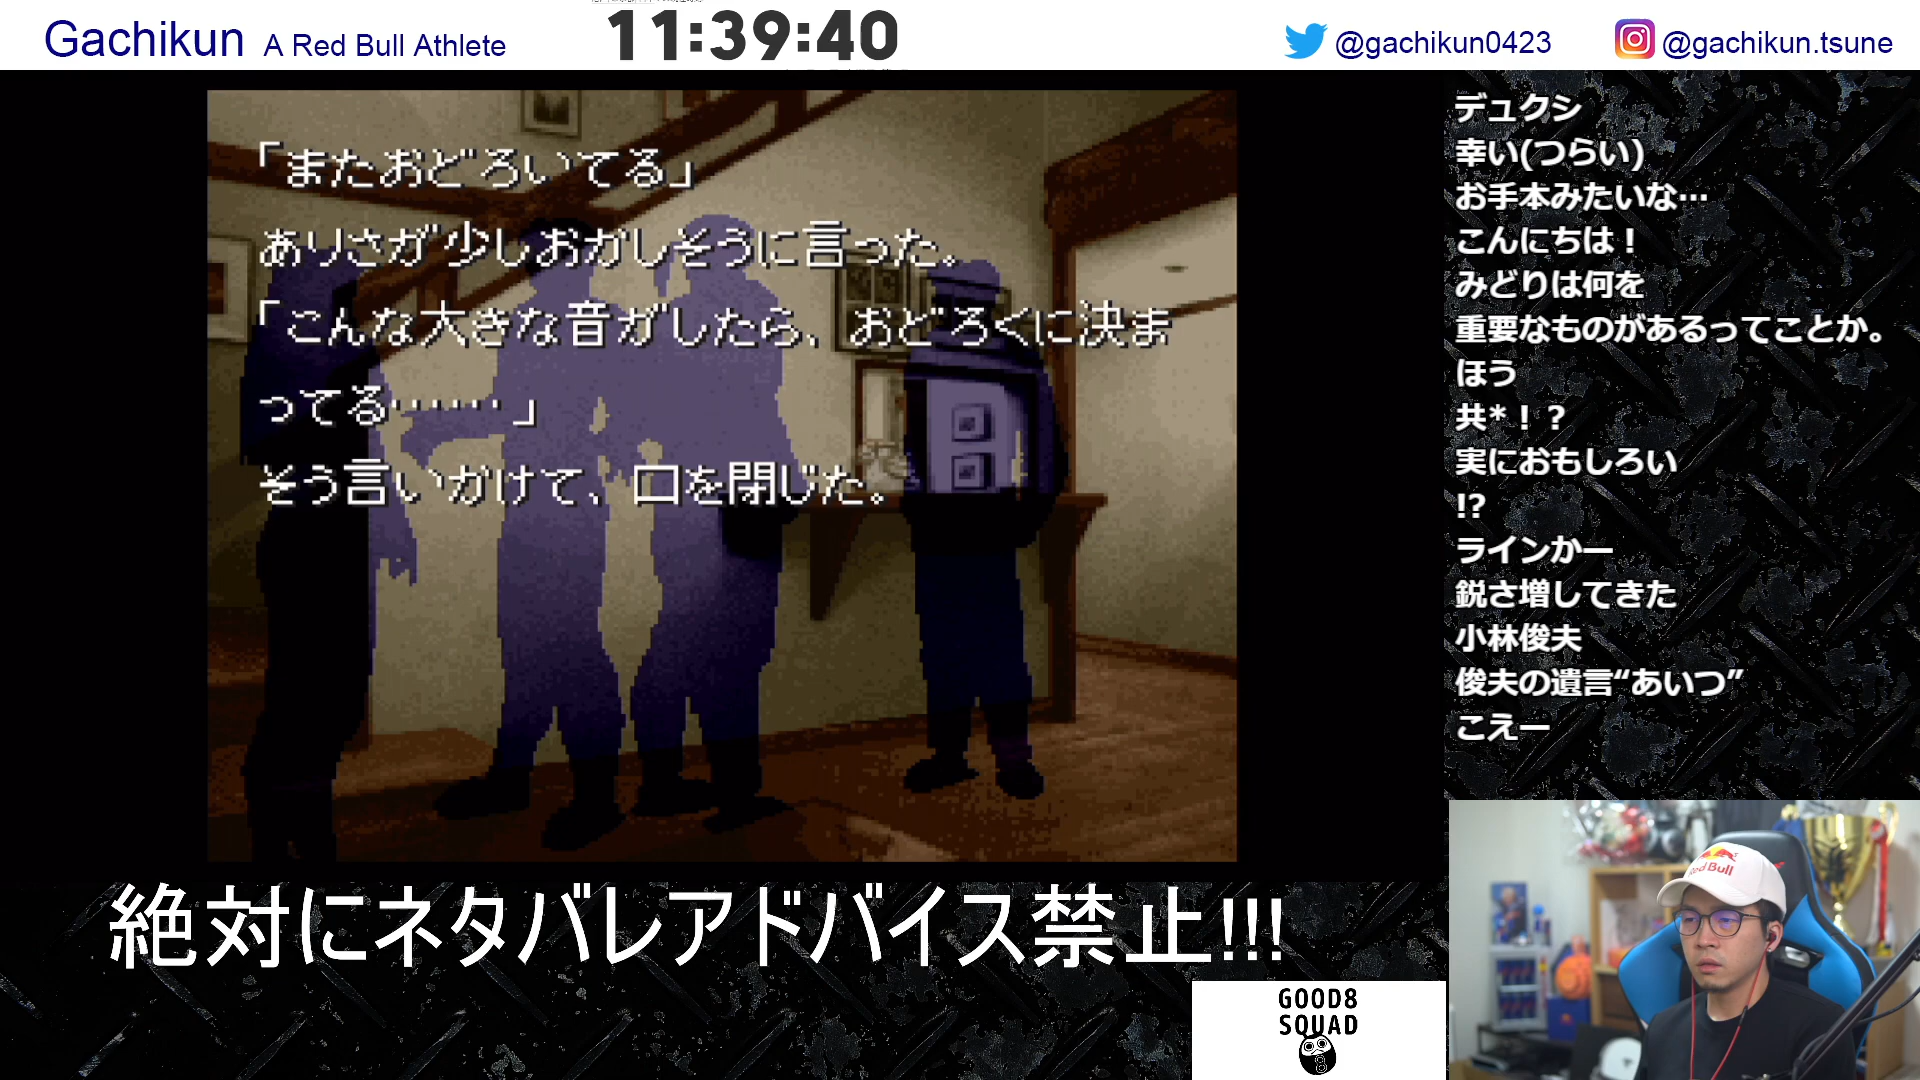 Gachikun A Red Bull Athlete
11:39:40
@gachikun0423
@gachikun.tsune
「またおどろいてる」
ありさが少しおかしそうに言った。
「こんな大きな音がしたら、おどろくに決ま
ってる……」
そう言いかけて、口を閉じた。
デュクシ
幸い(つらい)
お手本みたいな…
こんにちは！
みどりは何を
重要なものがあるってことか。
ほう
共*！？
実におもしろい
!?
ラインかー
鋭さ増してきた
小林俊夫
俊夫の遺言“あいつ”
こえー
絶対にネタバレアドバイス禁止!!!
GOOD8
SQUAD
Red Bull